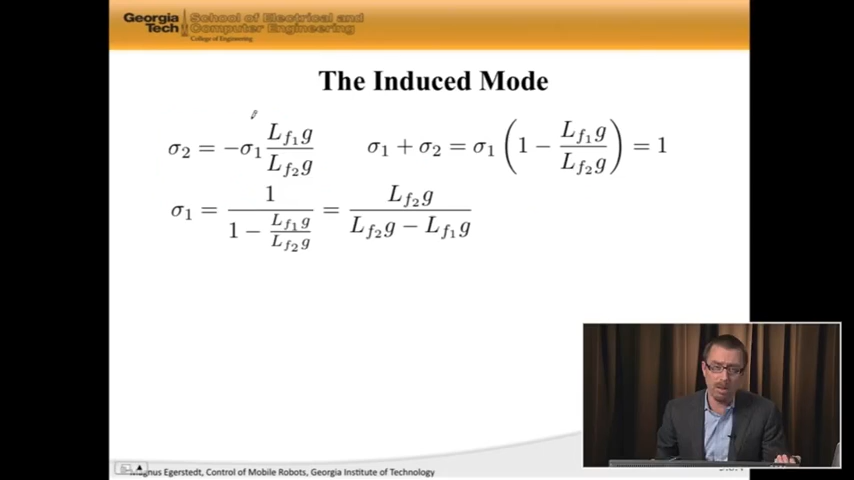 Georgia Tech School of Electrical and Computer Engineering
College of Engineering
The Induced Mode
σ₂ = −σ₁ L_{f₁}g / L_{f₂}g    σ₁ + σ₂ = σ₁ (1 − L_{f₁}g / L_{f₂}g) = 1
σ₁ = 1 / (1 − L_{f₁}g / L_{f₂}g) = L_{f₂}g / (L_{f₂}g − L_{f₁}g)
Egerstedt, Control of Mobile Robots, Georgia Institute of Technology